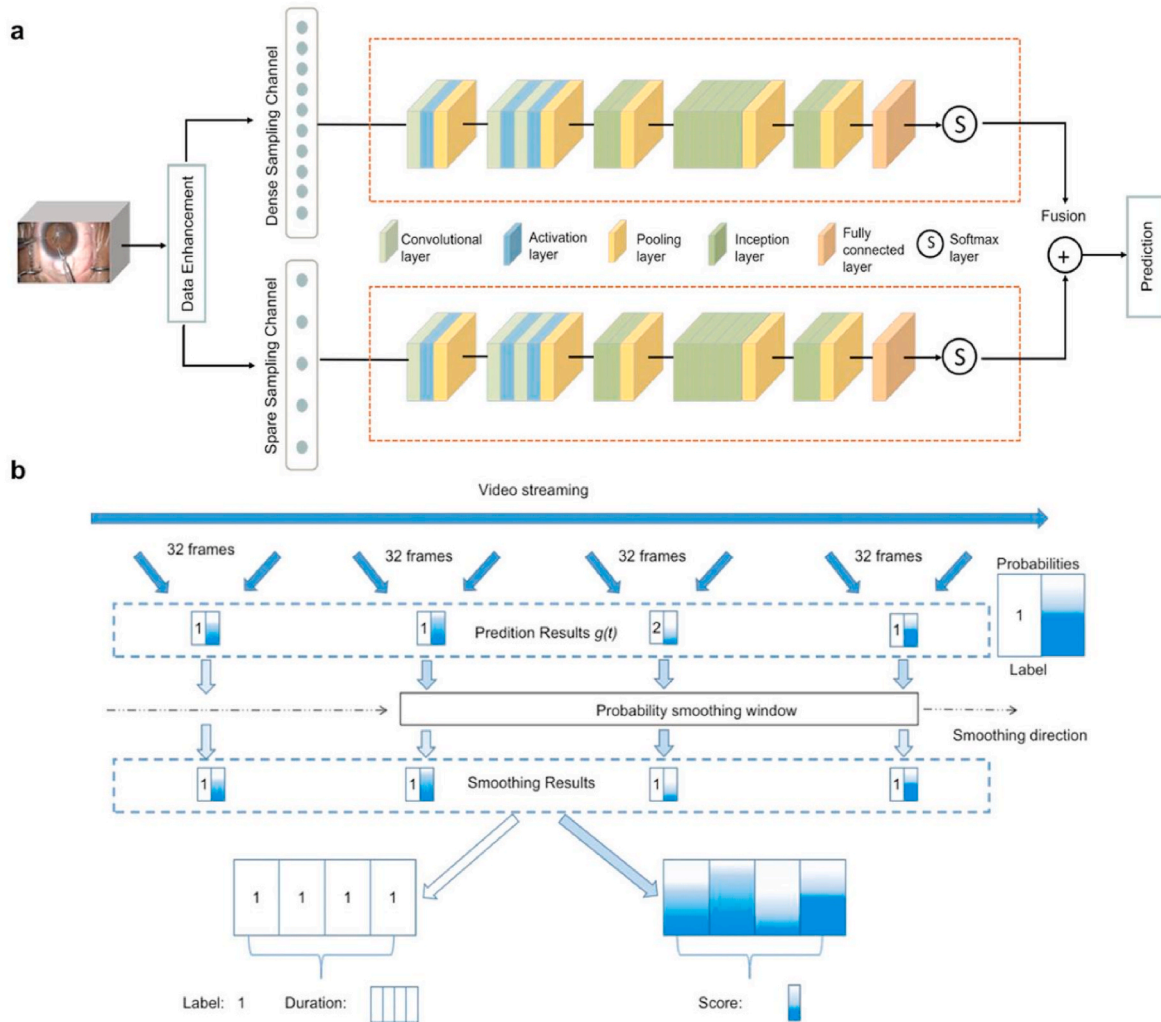 a
Dense Sampling Channel
Data Enhancement
S
Fusion
Convolutional
layer
Activation
layer
Pooling
layer
Inception
layer
Fully
connected
layer
S
Softmax
layer
+
Prediction
Spare Sampling Channel
S
b
Video streaming
32 frames
32 frames
32 frames
32 frames
Probabilities
1
Label
1
1
Predition Results g(t)
2
1
Probability smoothing window
Smoothing direction
1
1
Smoothing Results
1
1
1 1 1 1
Label: 1 Duration:
Score: